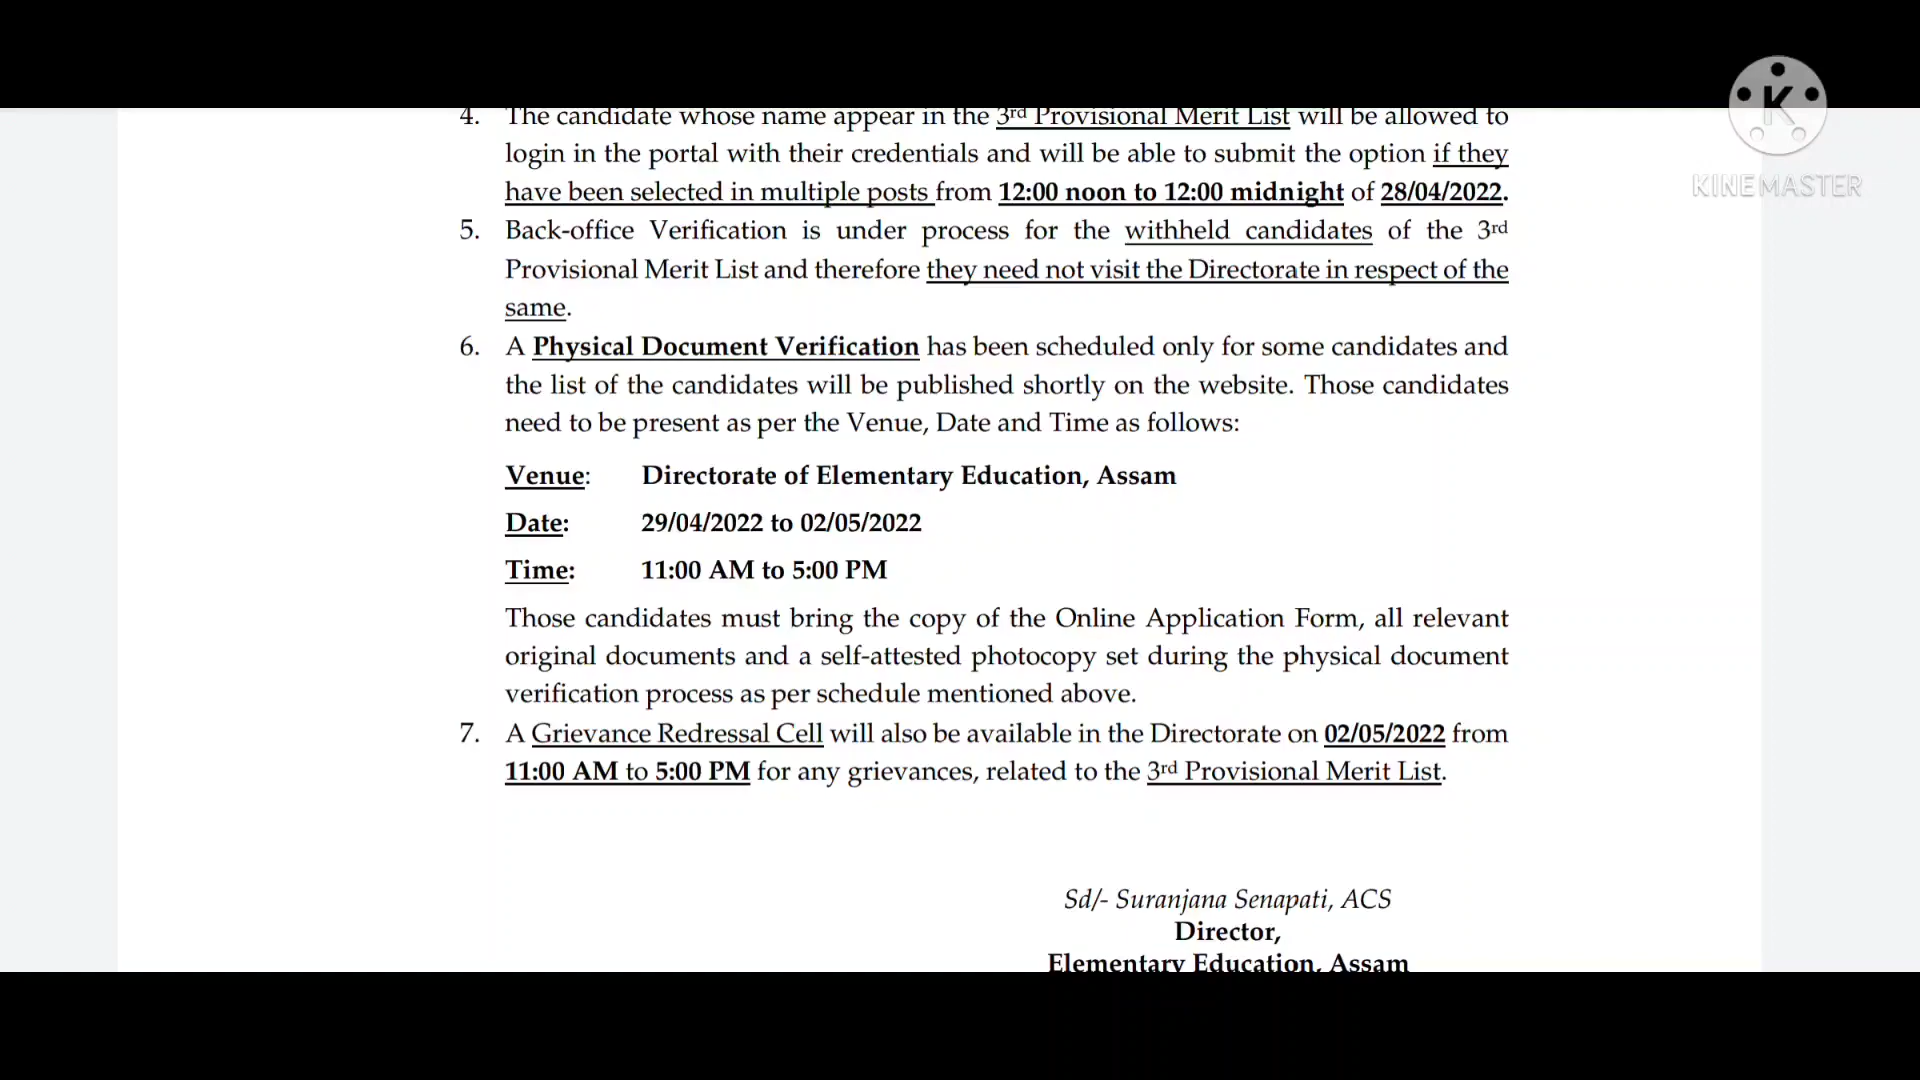 4. The candidate whose name appear in the 3rd Provisional Merit List will be allowed to
login in the portal with their credentials and will be able to submit the option if they
have been selected in multiple posts from 12:00 noon to 12:00 midnight of 28/04/2022.
5. Back-office Verification is under process for the withheld candidates of the 3rd
Provisional Merit List and therefore they need not visit the Directorate in respect of the
same.
6. A Physical Document Verification has been scheduled only for some candidates and
the list of the candidates will be published shortly on the website. Those candidates
need to be present as per the Venue, Date and Time as follows:
Venue: Directorate of Elementary Education, Assam
Date: 29/04/2022 to 02/05/2022
Time: 11:00 AM to 5:00 PM
Those candidates must bring the copy of the Online Application Form, all relevant
original documents and a self-attested photocopy set during the physical document
verification process as per schedule mentioned above.
7. A Grievance Redressal Cell will also be available in the Directorate on 02/05/2022 from
11:00 AM to 5:00 PM for any grievances, related to the 3rd Provisional Merit List.
Sd/- Suranjana Senapati, ACS
Director,
Elementary Education, Assam
K
KINEMASTER